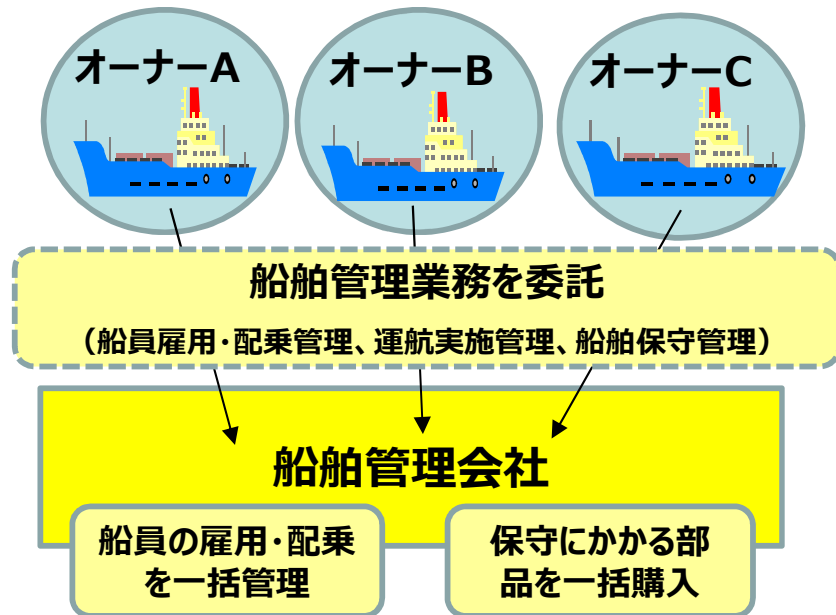 オーナーA
オーナーB
オーナーC
船舶管理業務を委託
（船員雇用・配乗管理、運航実施管理、船舶保守管理）
船舶管理会社
船員の雇用・配乗
を一括管理
保守にかかる部
品を一括購入